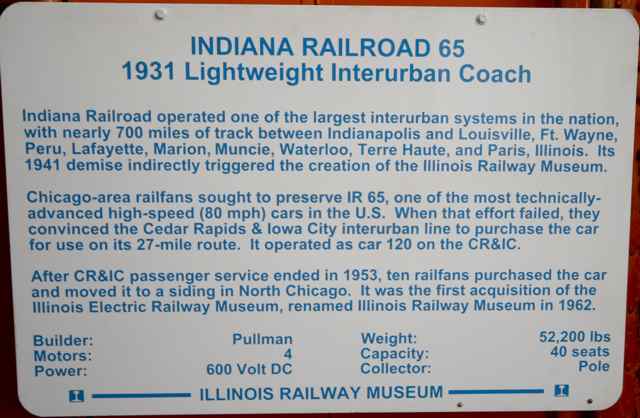 INDIANA RAILROAD 65
1931 Lightweight Interurban Coach
Indiana Railroad operated one of the largest interurban systems in the nation,
with nearly 700 miles of track between Indianapolis and Louisville, Ft. Wayne,
Peru, Lafayette, Marion, Muncie, Waterloo, Terre Haute, and Paris, Illinois. Its
1941 demise indirectly triggered the creation of the Illinois Railway Museum.
Chicago-area railfans sought to preserve IR 65, one of the most technically-
advanced high-speed (80 mph) cars in the U.S. When that effort failed, they
convinced the Cedar Rapids & Iowa City interurban line to purchase the car
for use on its 27-mile route. It operated as car 120 on the CR&IC.
After CR&IC passenger service ended in 1953, ten railfans purchased the car
and moved it to a siding in North Chicago. It was the first acquisition of the
Illinois Electric Railway Museum, renamed Illinois Railway Museum in 1962.
Builder: Pullman Weight: 52,200 lbs
Motors: 4 Capacity: 40 seats
Power: 600 Volt DC Collector: Pole
ILLINOIS RAILWAY MUSEUM